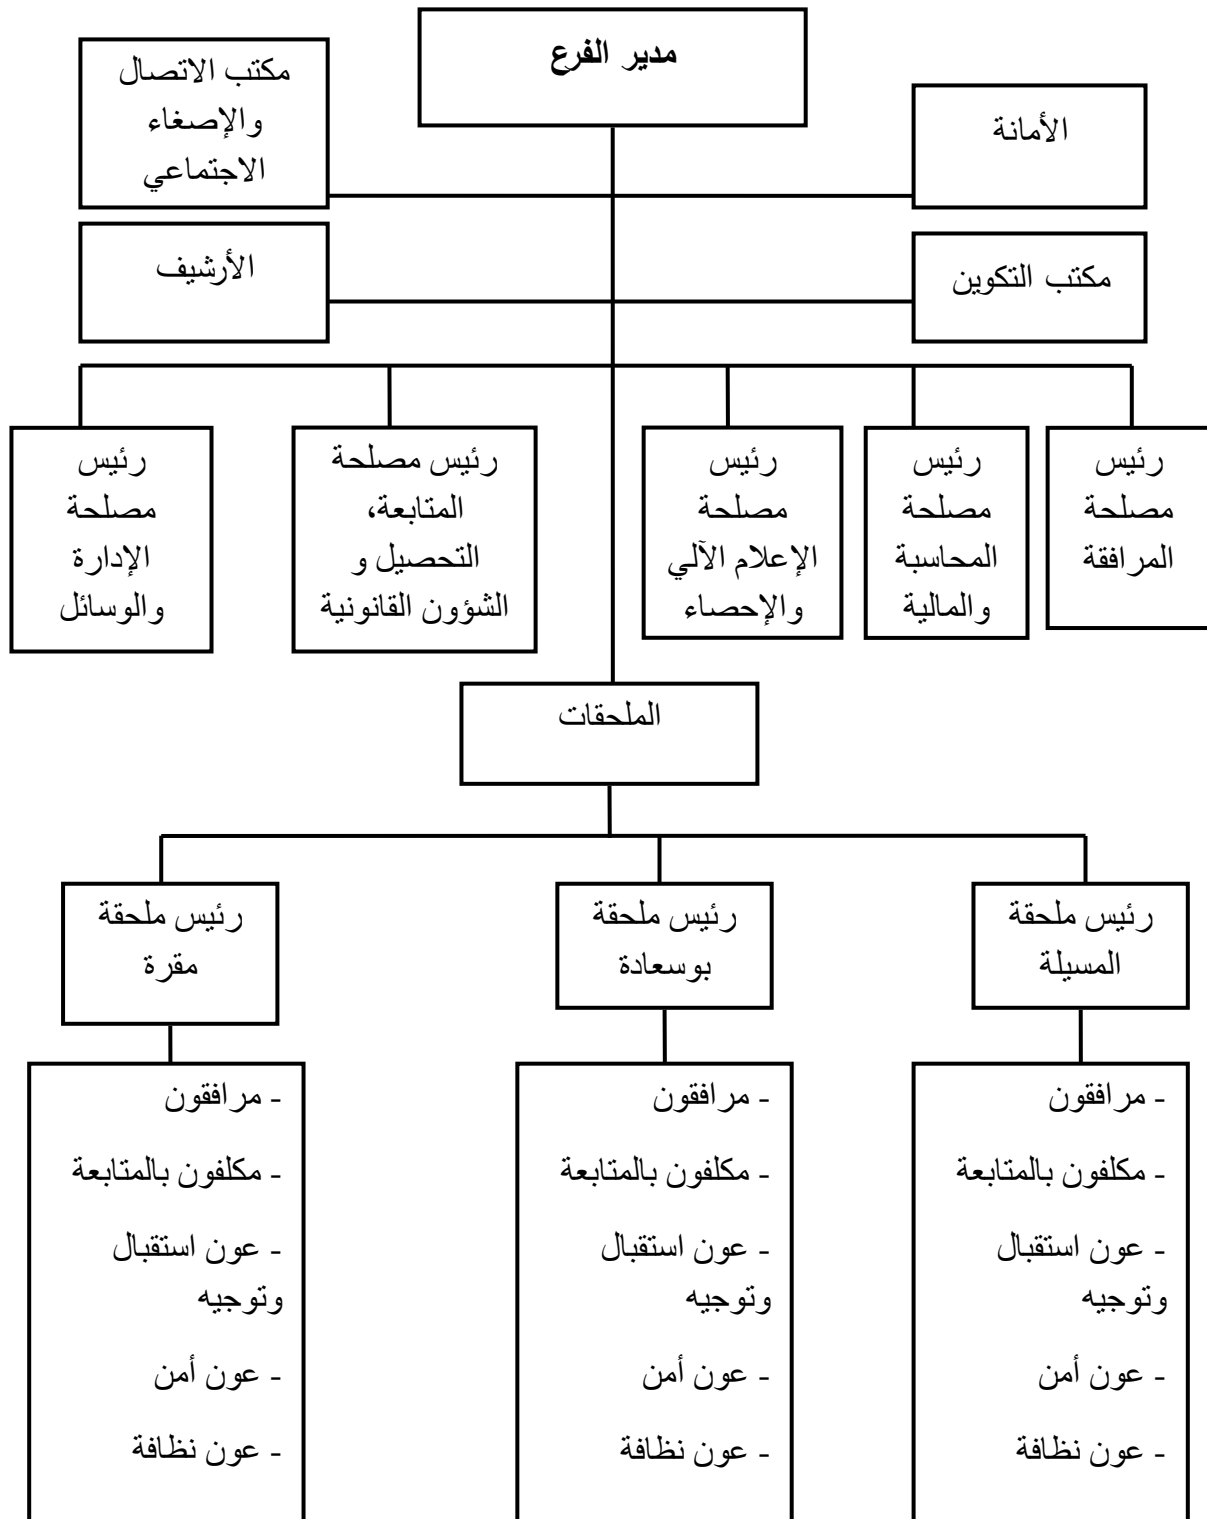 مدير الفرع
الأمانة
مكتب الاتصال
والإصغاء
الاجتماعي
مكتب التكوين
الأرشيف
رئيس
مصلحة
المرافقة
رئيس
مصلحة
المحاسبة
والمالية
رئيس
مصلحة
الإعلام الآلي
والإحصاء
رئيس مصلحة
المتابعة،
التحصيل و
الشؤون القانونية
رئيس
مصلحة
الإدارة
والوسائل
الملحقات
رئيس ملحقة
المسيلة
رئيس ملحقة
بوسعادة
رئيس ملحقة
مقرة
- مرافقون
- مكلفون بالمتابعة
- عون استقبال
وتوجيه
- عون أمن
- عون نظافة
- مرافقون
- مكلفون بالمتابعة
- عون استقبال
وتوجيه
- عون أمن
- عون نظافة
- مرافقون
- مكلفون بالمتابعة
- عون استقبال
وتوجيه
- عون أمن
- عون نظافة